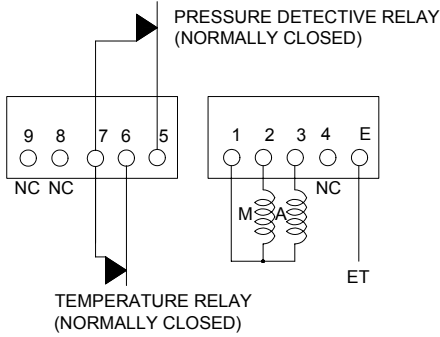 PRESSURE DETECTIVE RELAY
(NORMALLY CLOSED)
9 8 7 6 5 1 2 3 4 E
NC NC NC
M A
ET
TEMPERATURE RELAY
(NORMALLY CLOSED)